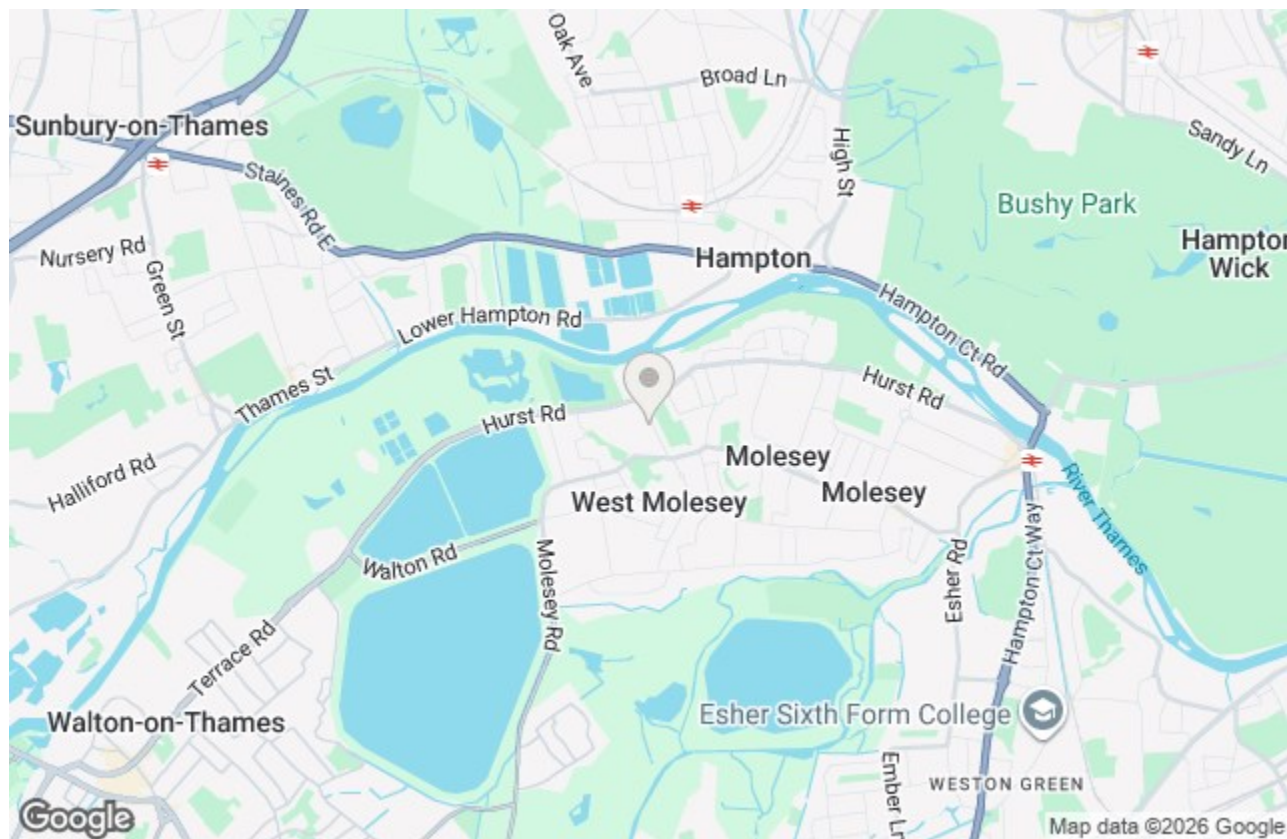 Oak Ave
Broad Ln
Sunbury-on-Thames
High St
Sandy Ln
Staines Rd E
Bushy Park
Nursery Rd
Hampton
Hampton
Wick
Green St
Lower Hampton Rd
Hampton Ct Rd
Thames St
Hurst Rd
Hurst Rd
Halliford Rd
Molesey
West Molesey
Molesey
River Thames
Walton Rd
Molesey Rd
Esher Rd
Hampton Ct Way
Terrace Rd
Walton-on-Thames
Esher Sixth Form College
Ember Ln
WESTON GREEN
Google
Map data ©2026 Google